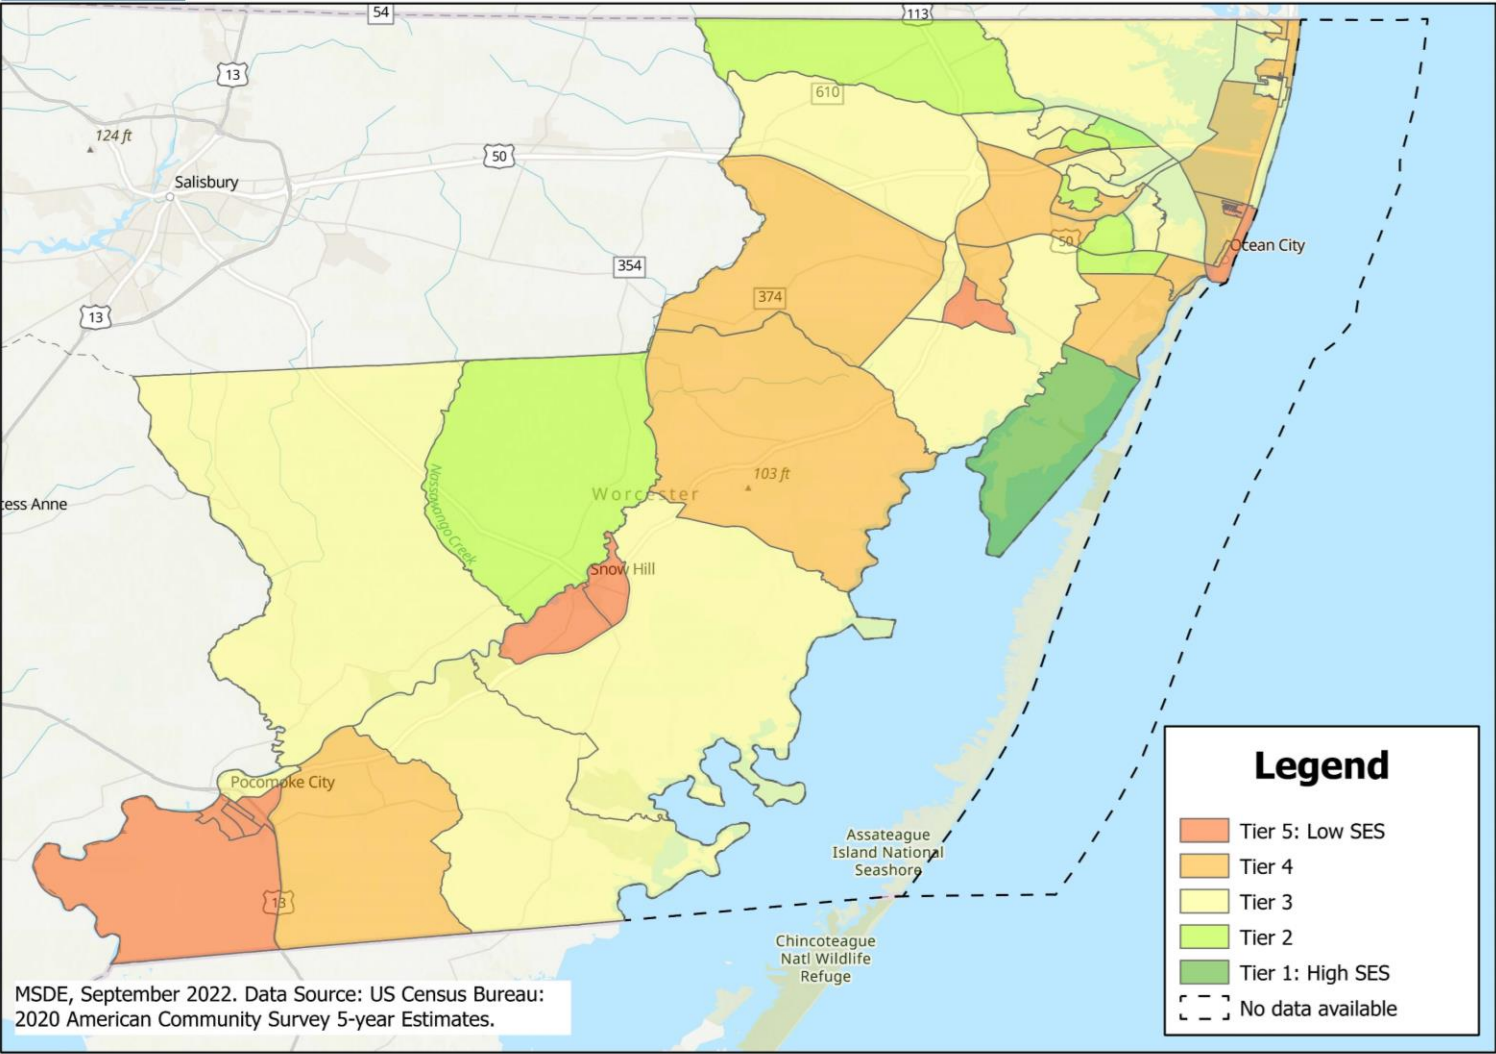 54
113
13
610
124 ft
50
Salisbury
50
Ocean City
354
374
13
Nassawango Creek
103 ft
Worcester
cess Anne
Snow Hill
Pocomoke City
13
Assateague
Island National
Seashore
Chincoteague
Natl Wildlife
Refuge
Legend
Tier 5: Low SES
Tier 4
Tier 3
Tier 2
Tier 1: High SES
No data available
MSDE, September 2022. Data Source: US Census Bureau:
2020 American Community Survey 5-year Estimates.